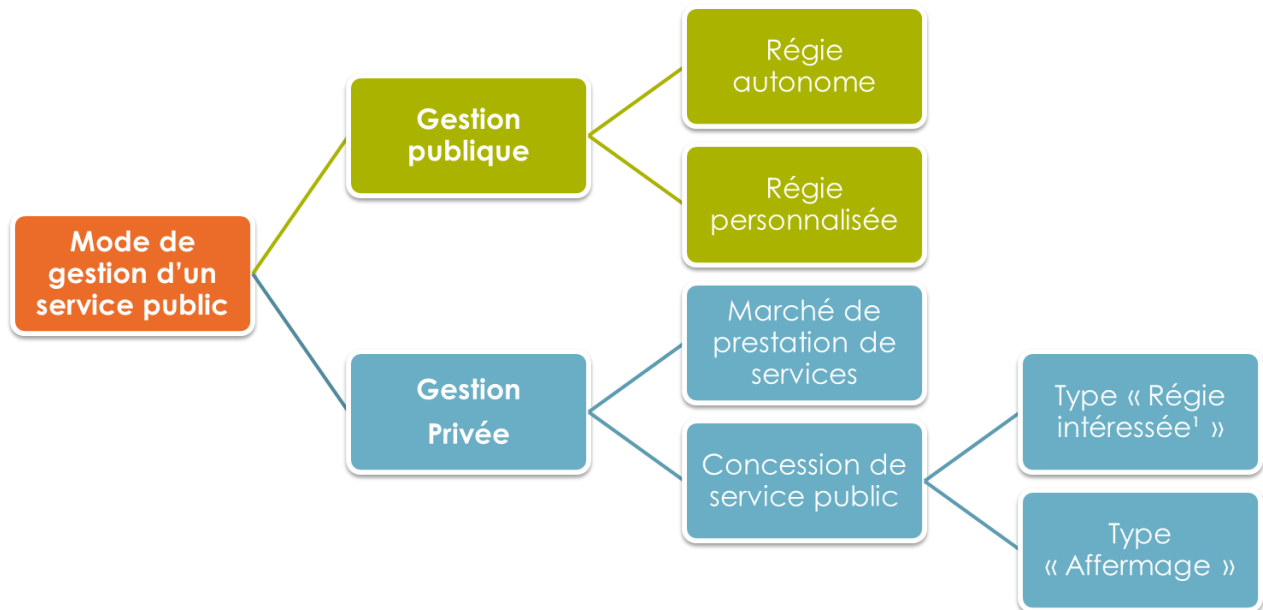 Mode de
gestion d’un
service public
Gestion
publique
Régie
autonome
Régie
personnalisée
Gestion
Privée
Marché de
prestation de
services
Concession de
service public
Type « Régie
intéressée¹ »
Type
« Affermage »